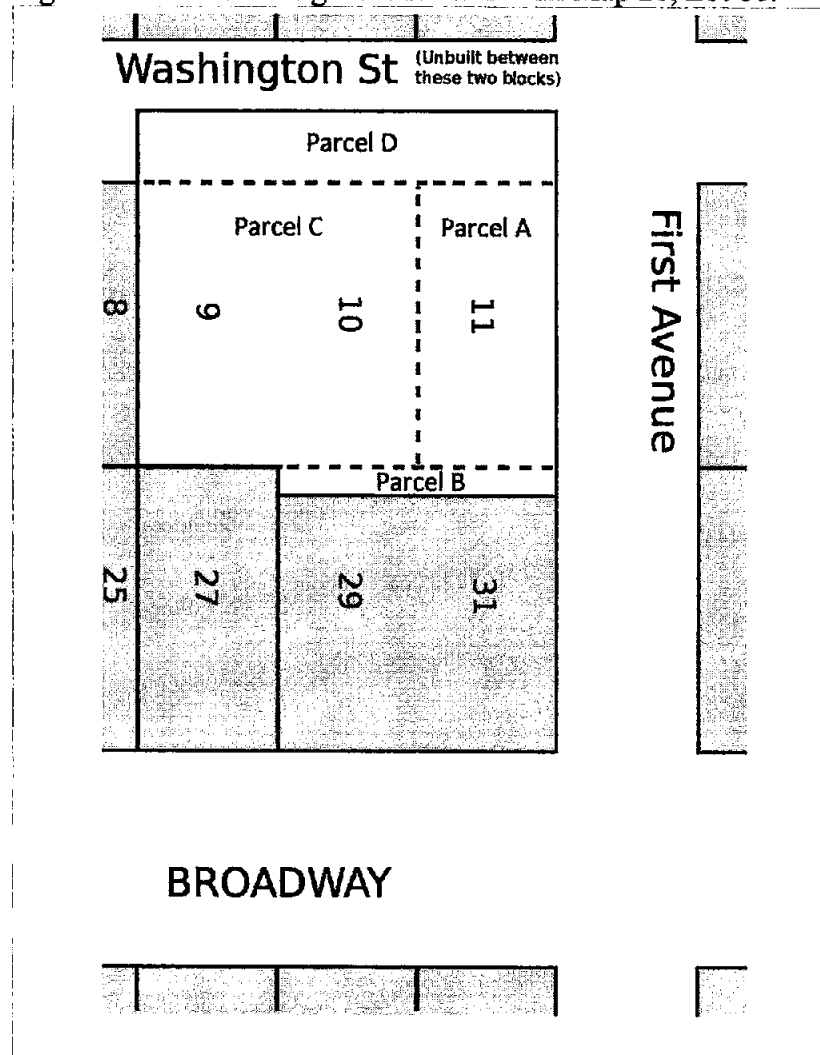 Washington St (Unbuilt between
these two blocks)
Parcel D
Parcel C
Parcel A
8
9
10
11
First Avenue
Parcel B
25
27
29
31
BROADWAY